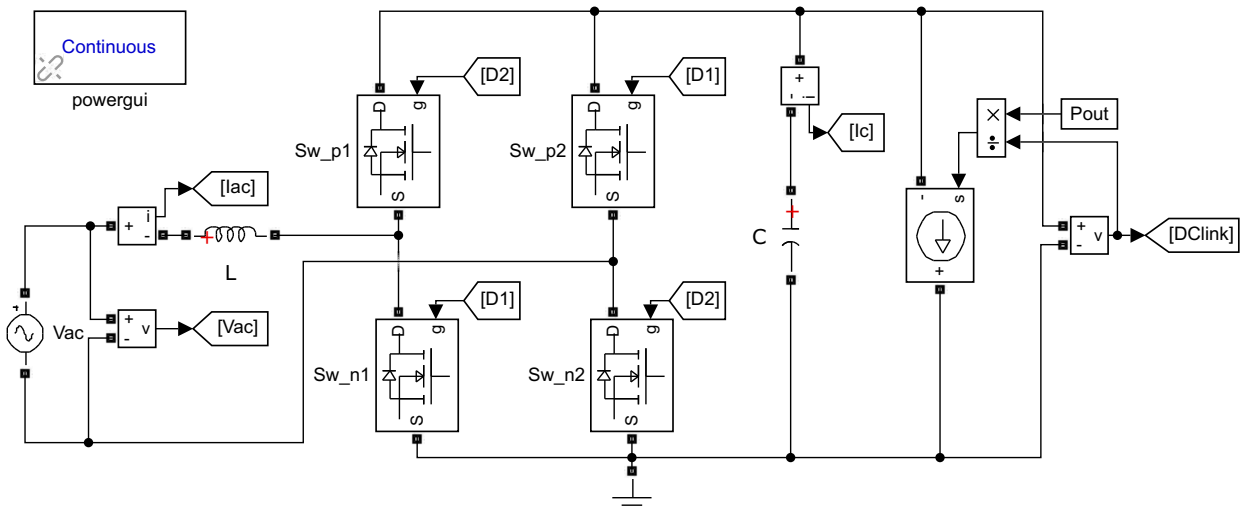 Continuous
powergui
[D2]
[D1]
D
g
S
Sw_p1
D
g
S
Sw_p2
+
-
i
[Ic]
×
÷
Pout
[Iac]
+
i
-
+
L
+
C
-
s
+
+
-
v
[DClink]
+
Vac
+
-
v
[Vac]
[D1]
[D2]
D
g
S
Sw_n1
D
g
S
Sw_n2